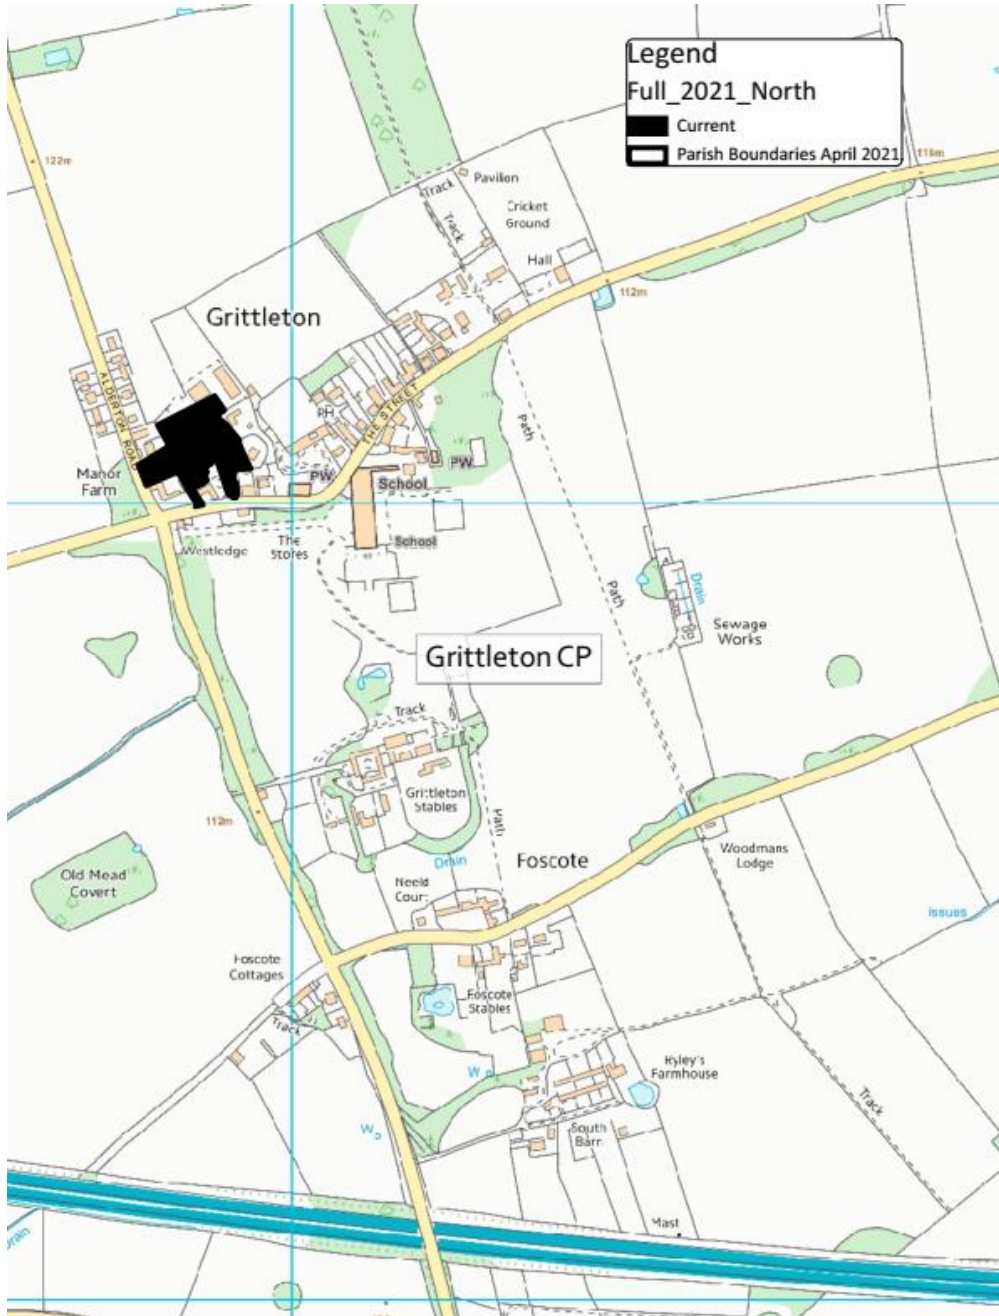 Legend
Full_2021_North
Current
Parish Boundaries April 2021
122m
116m
Track
Pavilion
Track
Cricket
Ground
Hall
112m
Grittleton
ALDERTON ROAD
PH
THE STREET
Path
Manor
Farm
PW
School
PW
Westledge
The
Stores
School
Path
Drain
Sewage
Works
Grittleton CP
Track
Grittleton
Stables
112m
Path
Drain
Foscote
Woodmans
Lodge
Old Mead
Covert
Neeld
Court
Issues
Foscote
Cottages
Foscote
Stables
Track
W
Ryley's
Farmhouse
Track
W
South
Barn
Mast
Drain